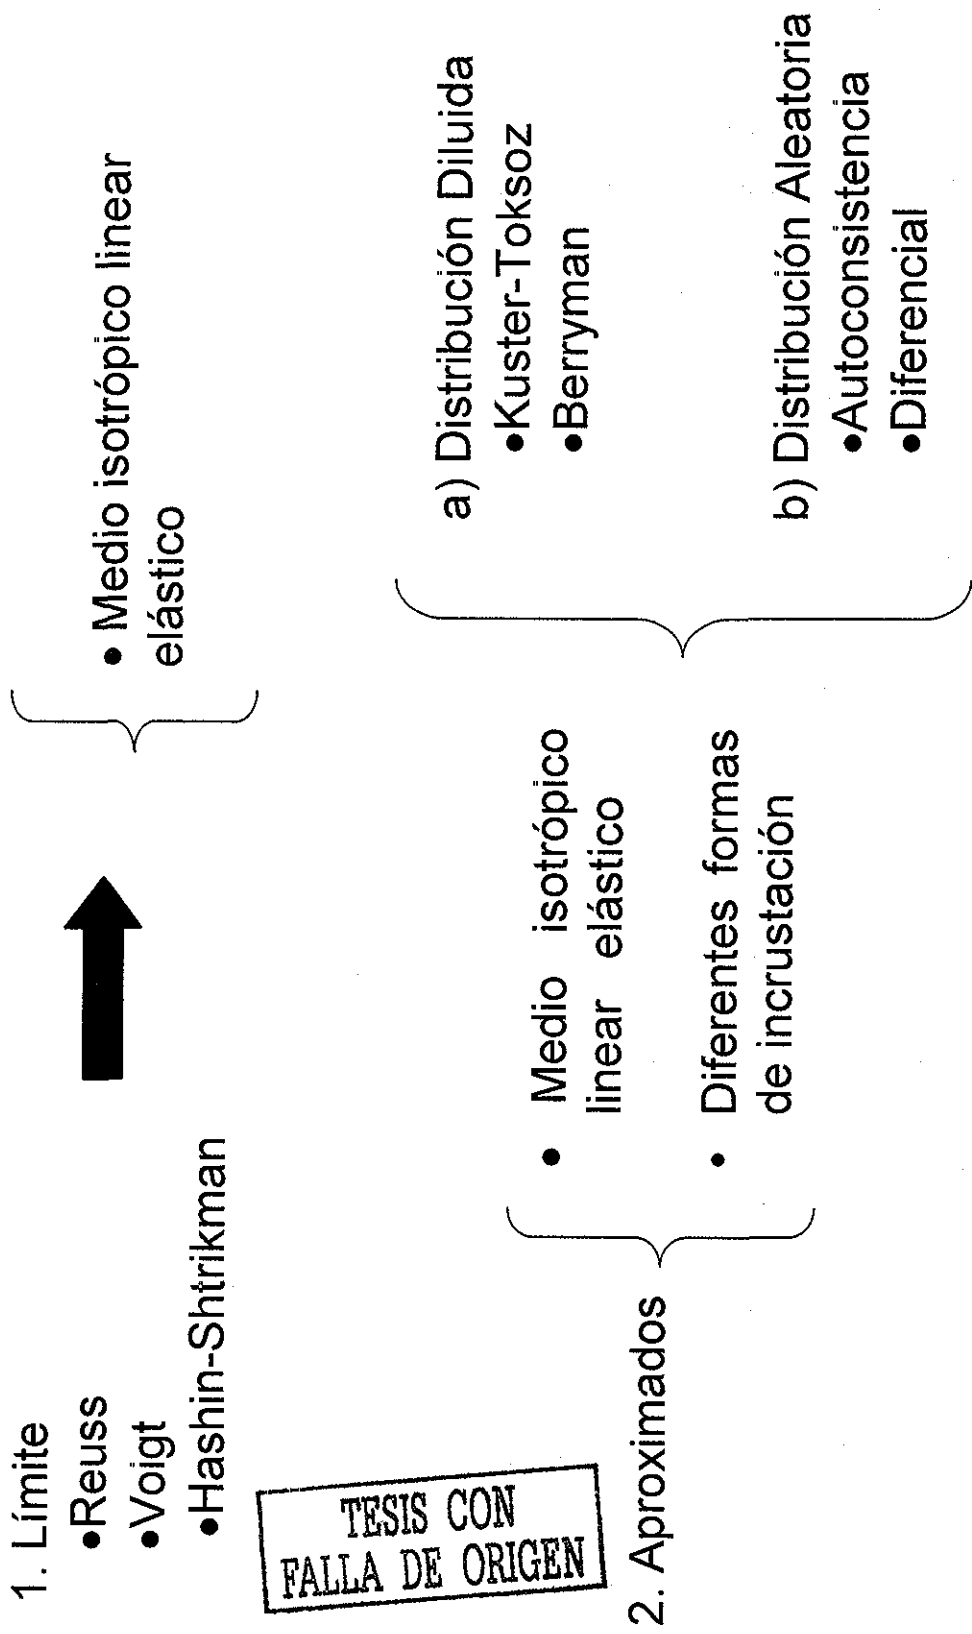 1. Límite
•Reuss
•Voigt
•Hashin-Shtrikman
• Medio isotrópico linear
elástico
TESIS CON
FALLA DE ORIGEN
2. Aproximados
• Medio isotrópico
linear elástico
• Diferentes formas
de incrustación
a) Distribución Diluida
•Kuster-Toksoz
•Berryman
b) Distribución Aleatoria
•Autoconsistencia
•Diferencial